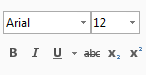 Arial 12
B I U abc x₂ x²